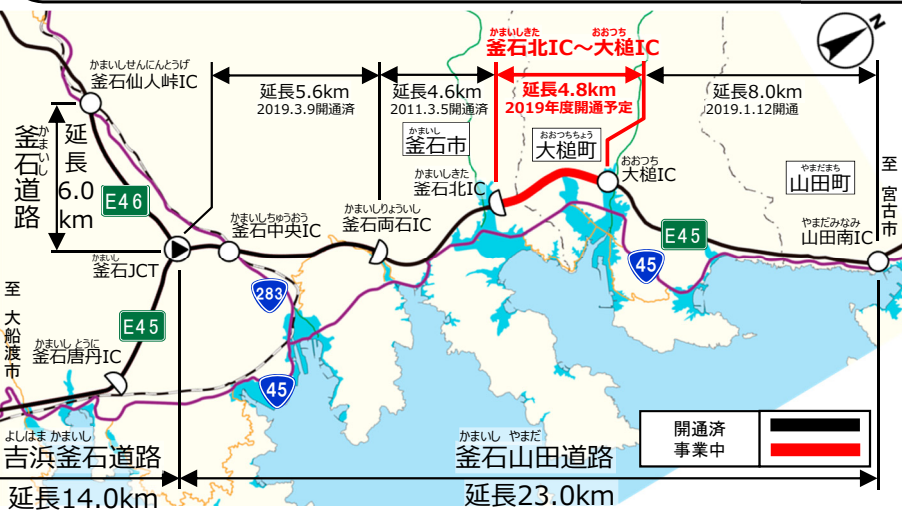 かまいしきた おおつち
釜石北IC～大槌IC
N
かまいしせんにんとうげ
釜石仙人峠IC
延長5.6km
2019.3.9開通済
延長4.6km
2011.3.5開通済
延長4.8km
2019年度開通予定
延長8.0km
2019.1.12開通
かまいし
釜石道路
延長
6.0
km
E46
かまいし
釜石市
おおつちちょう
大槌町
やまだまち
山田町
至 宮古市
かまいしきた
釜石北IC
おおつち
大槌IC
かまいしちゅうおう
釜石中央IC
かまいしりょういし
釜石両石IC
やまだみなみ
山田南IC
E45
かまいし
釜石JCT
45
283
至 大船渡市
E45
かまいし とうに
釜石唐丹IC
45
開通済
事業中
よしはま かまいし
吉浜釜石道路
かまいし やまだ
釜石山田道路
延長14.0km
延長23.0km